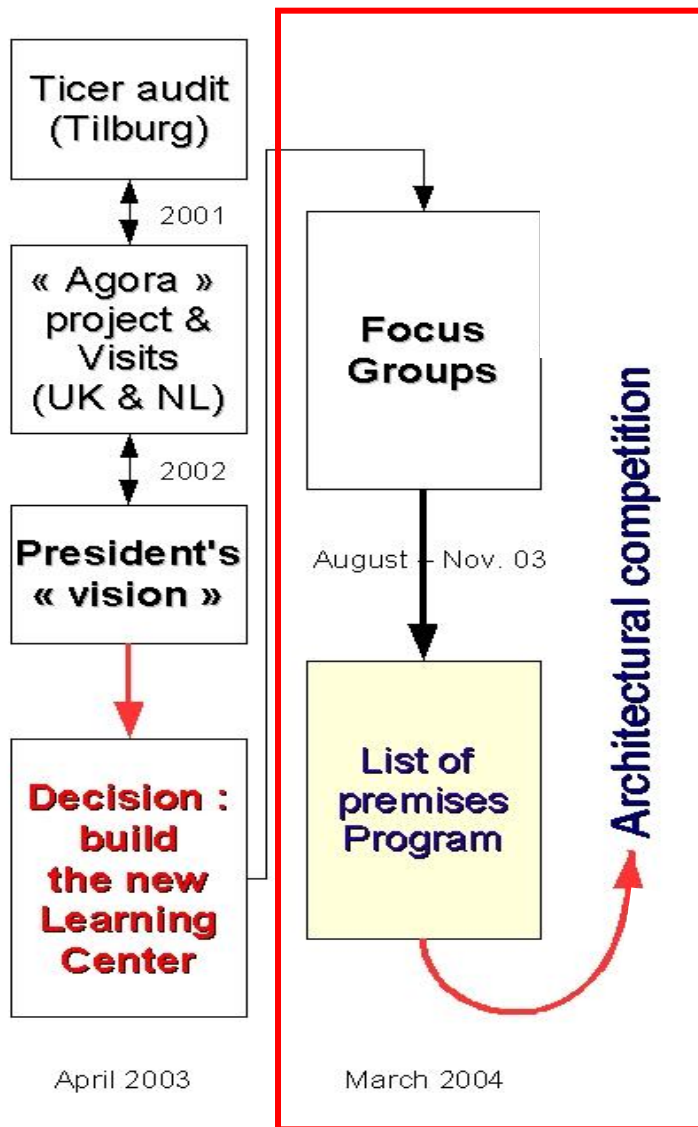 Ticer audit
(Tilburg)
2001
« Agora »
project &
Visits
(UK & NL)
2002
President's
« vision »
Decision :
build
the new
Learning
Center
April 2003
Focus
Groups
August – Nov. 03
List of
premises
Program
March 2004
Architectural competition